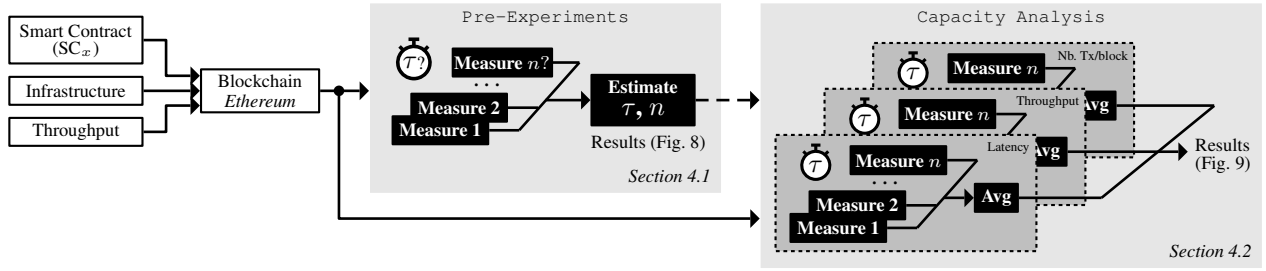 Smart Contract
(SCₓ)
Infrastructure
Throughput
Blockchain
Ethereum
Pre-Experiments
τ?
Measure n?
...
Measure 2
Measure 1
Estimate
τ, n
Results (Fig. 8)
Section 4.1
Capacity Analysis
Nb. Tx/block
τ
Measure n
Avg
Throughput
τ
Measure n
Avg
Latency
τ
Measure n
...
Measure 2
Measure 1
Avg
Results
(Fig. 9)
Section 4.2